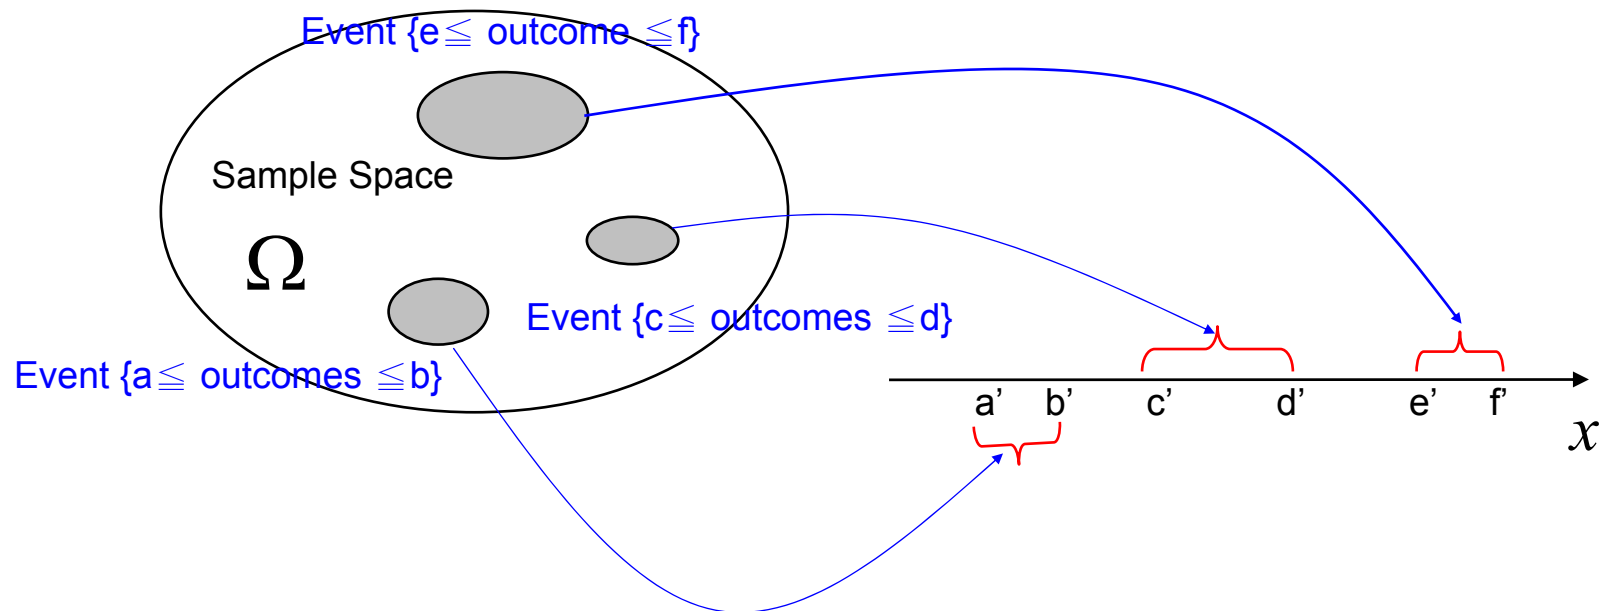 Event {e≦ outcome ≦f}
Sample Space
Ω
Event {c≦ outcomes ≦d}
Event {a≦ outcomes ≦b}
a’ b’ c’ d’ e’ f’
x